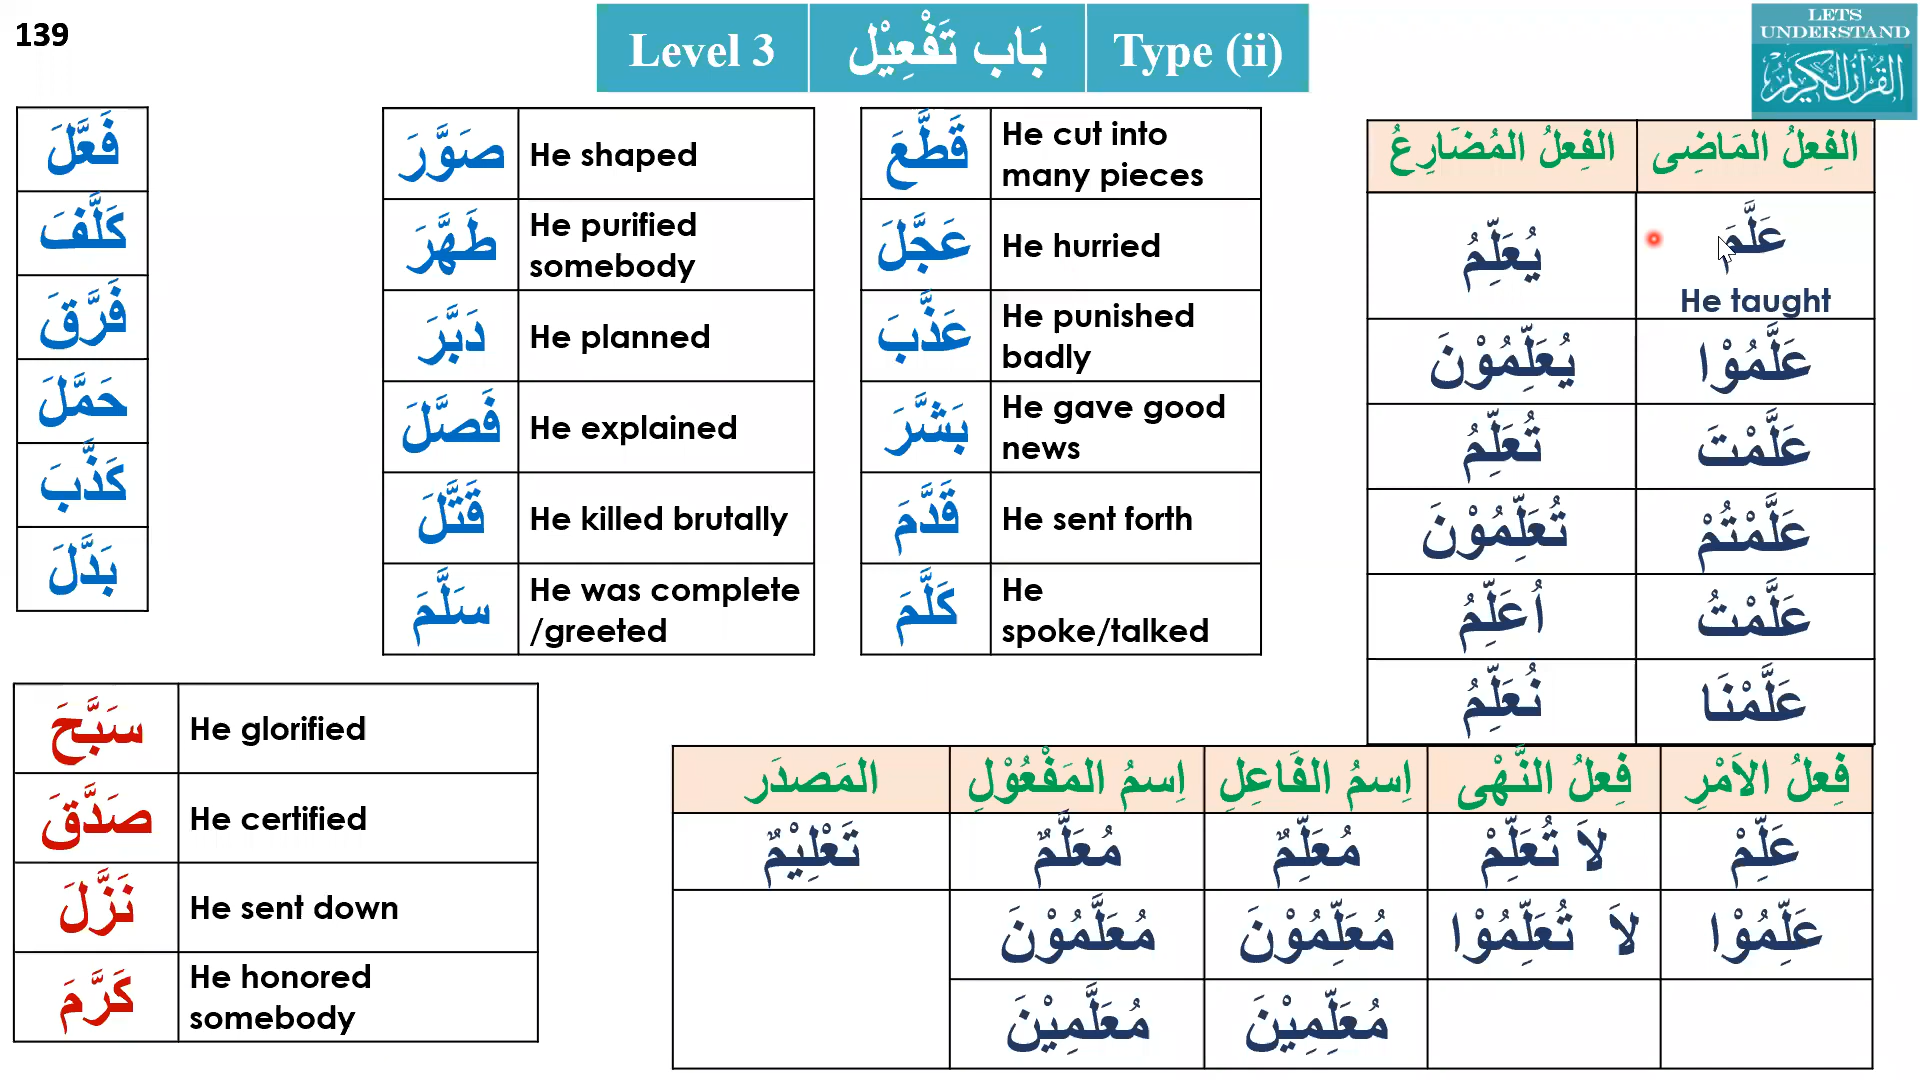 139
Level 3
بَاب تَفْعِيْل
Type (ii)
LETS
UNDERSTAND
القرآن الكريم
فَعَّلَ
كَلَّفَ
فَرَّقَ
حَمَّلَ
كَذَّبَ
بَدَّلَ
صَوَّرَ He shaped
طَهَّرَ He purified
somebody
دَبَّرَ He planned
فَصَّلَ He explained
قَتَّلَ He killed brutally
سَلَّمَ He was complete
/greeted
قَطَّعَ He cut into
many pieces
عَجَّلَ He hurried
عَذَّبَ He punished
badly
بَشَّرَ He gave good
news
قَدَّمَ He sent forth
كَلَّمَ He
spoke/talked
الفِعلُ المَاضِى الفِعلُ المُضَارِعُ
عَلَّمَ يُعَلِّمُ
He taught
عَلَّمُوْا يُعَلِّمُوْنَ
عَلَّمْتَ تُعَلِّمُ
عَلَّمْتُمْ تُعَلِّمُوْنَ
عَلَّمْتُ اُعَلِّمُ
عَلَّمْنَا نُعَلِّمُ
سَبَّحَ He glorified
صَدَّقَ He certified
نَزَّلَ He sent down
كَرَّمَ He honored
somebody
فِعلُ الاَمْرِ فِعلُ النَّهْى اِسمُ الفَاعِلِ اِسمُ المَفْعُوْلِ المَصدَر
عَلِّمْ لاَ تُعَلِّمْ مُعَلِّمٌ مُعَلَّمٌ تَعْلِيْمٌ
عَلِّمُوْا لاَ تُعَلِّمُوْا مُعَلِّمُوْنَ مُعَلَّمُوْنَ
مُعَلِّمِيْنَ مُعَلَّمِيْنَ